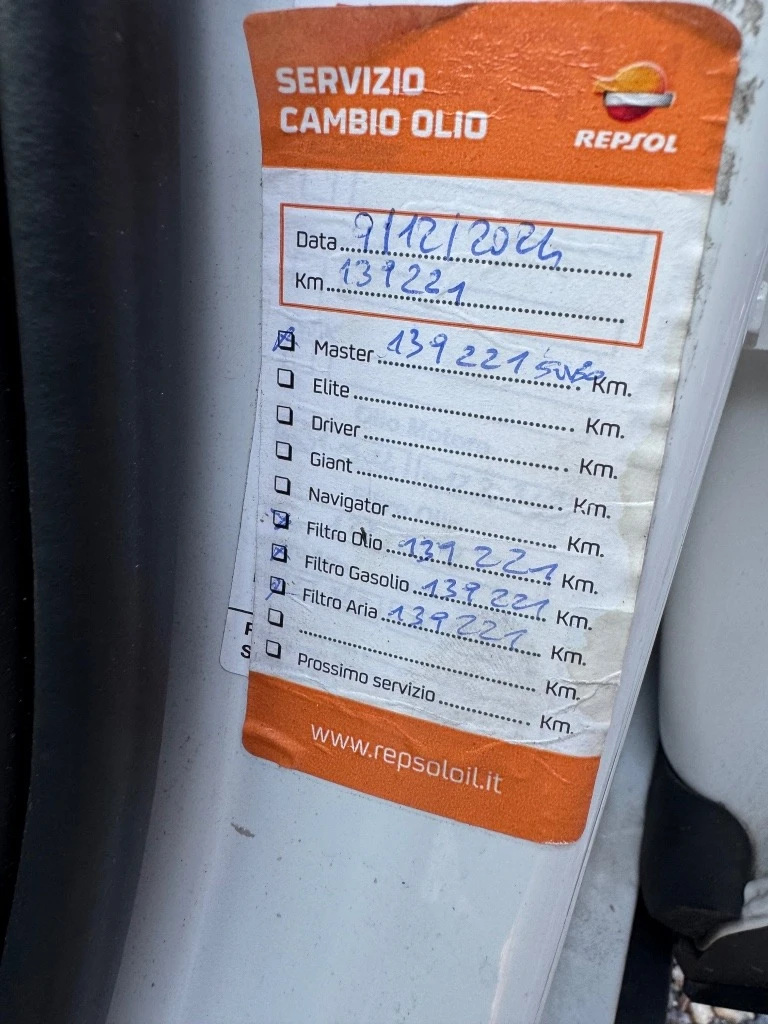 SERVIZIO
CAMBIO OLIO
REPSOL
Data 9/12/2024
Km 139221
Master 139221 Km.
Elite Km.
Driver Km.
Giant Km.
Navigator Km.
Filtro Olio 139221 Km.
Filtro Gasolio 139221 Km.
Filtro Aria 139221 Km.
Km.
Prossimo servizio Km.
www.repsoloil.it